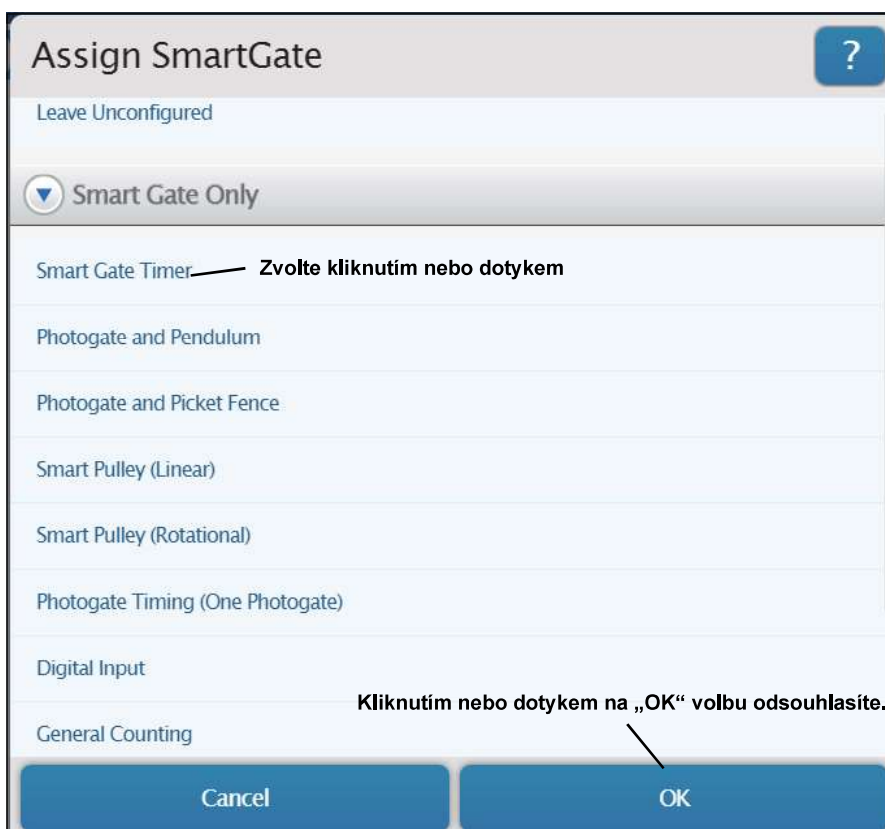 Assign SmartGate
?
Leave Unconfigured
Smart Gate Only
Smart Gate Timer
Zvolte kliknutím nebo dotykem
Photogate and Pendulum
Photogate and Picket Fence
Smart Pulley (Linear)
Smart Pulley (Rotational)
Photogate Timing (One Photogate)
Digital Input
Kliknutím nebo dotykem na „OK“ volbu odsouhlasíte.
General Counting
Cancel
OK